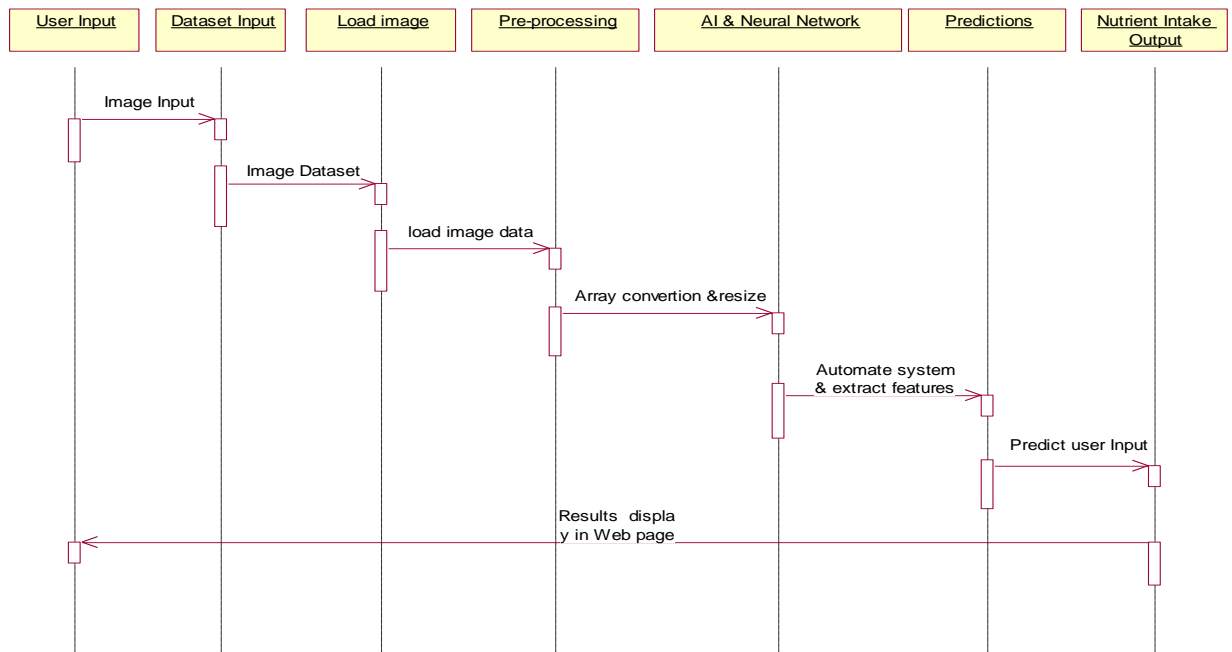 User Input
Dataset Input
Load image
Pre-processing
AI & Neural Network
Predictions
Nutrient Intake
Output
Image Input
Image Dataset
load image data
Array convertion &resize
Automate system
& extract features
Predict user Input
Results displa
y in Web page